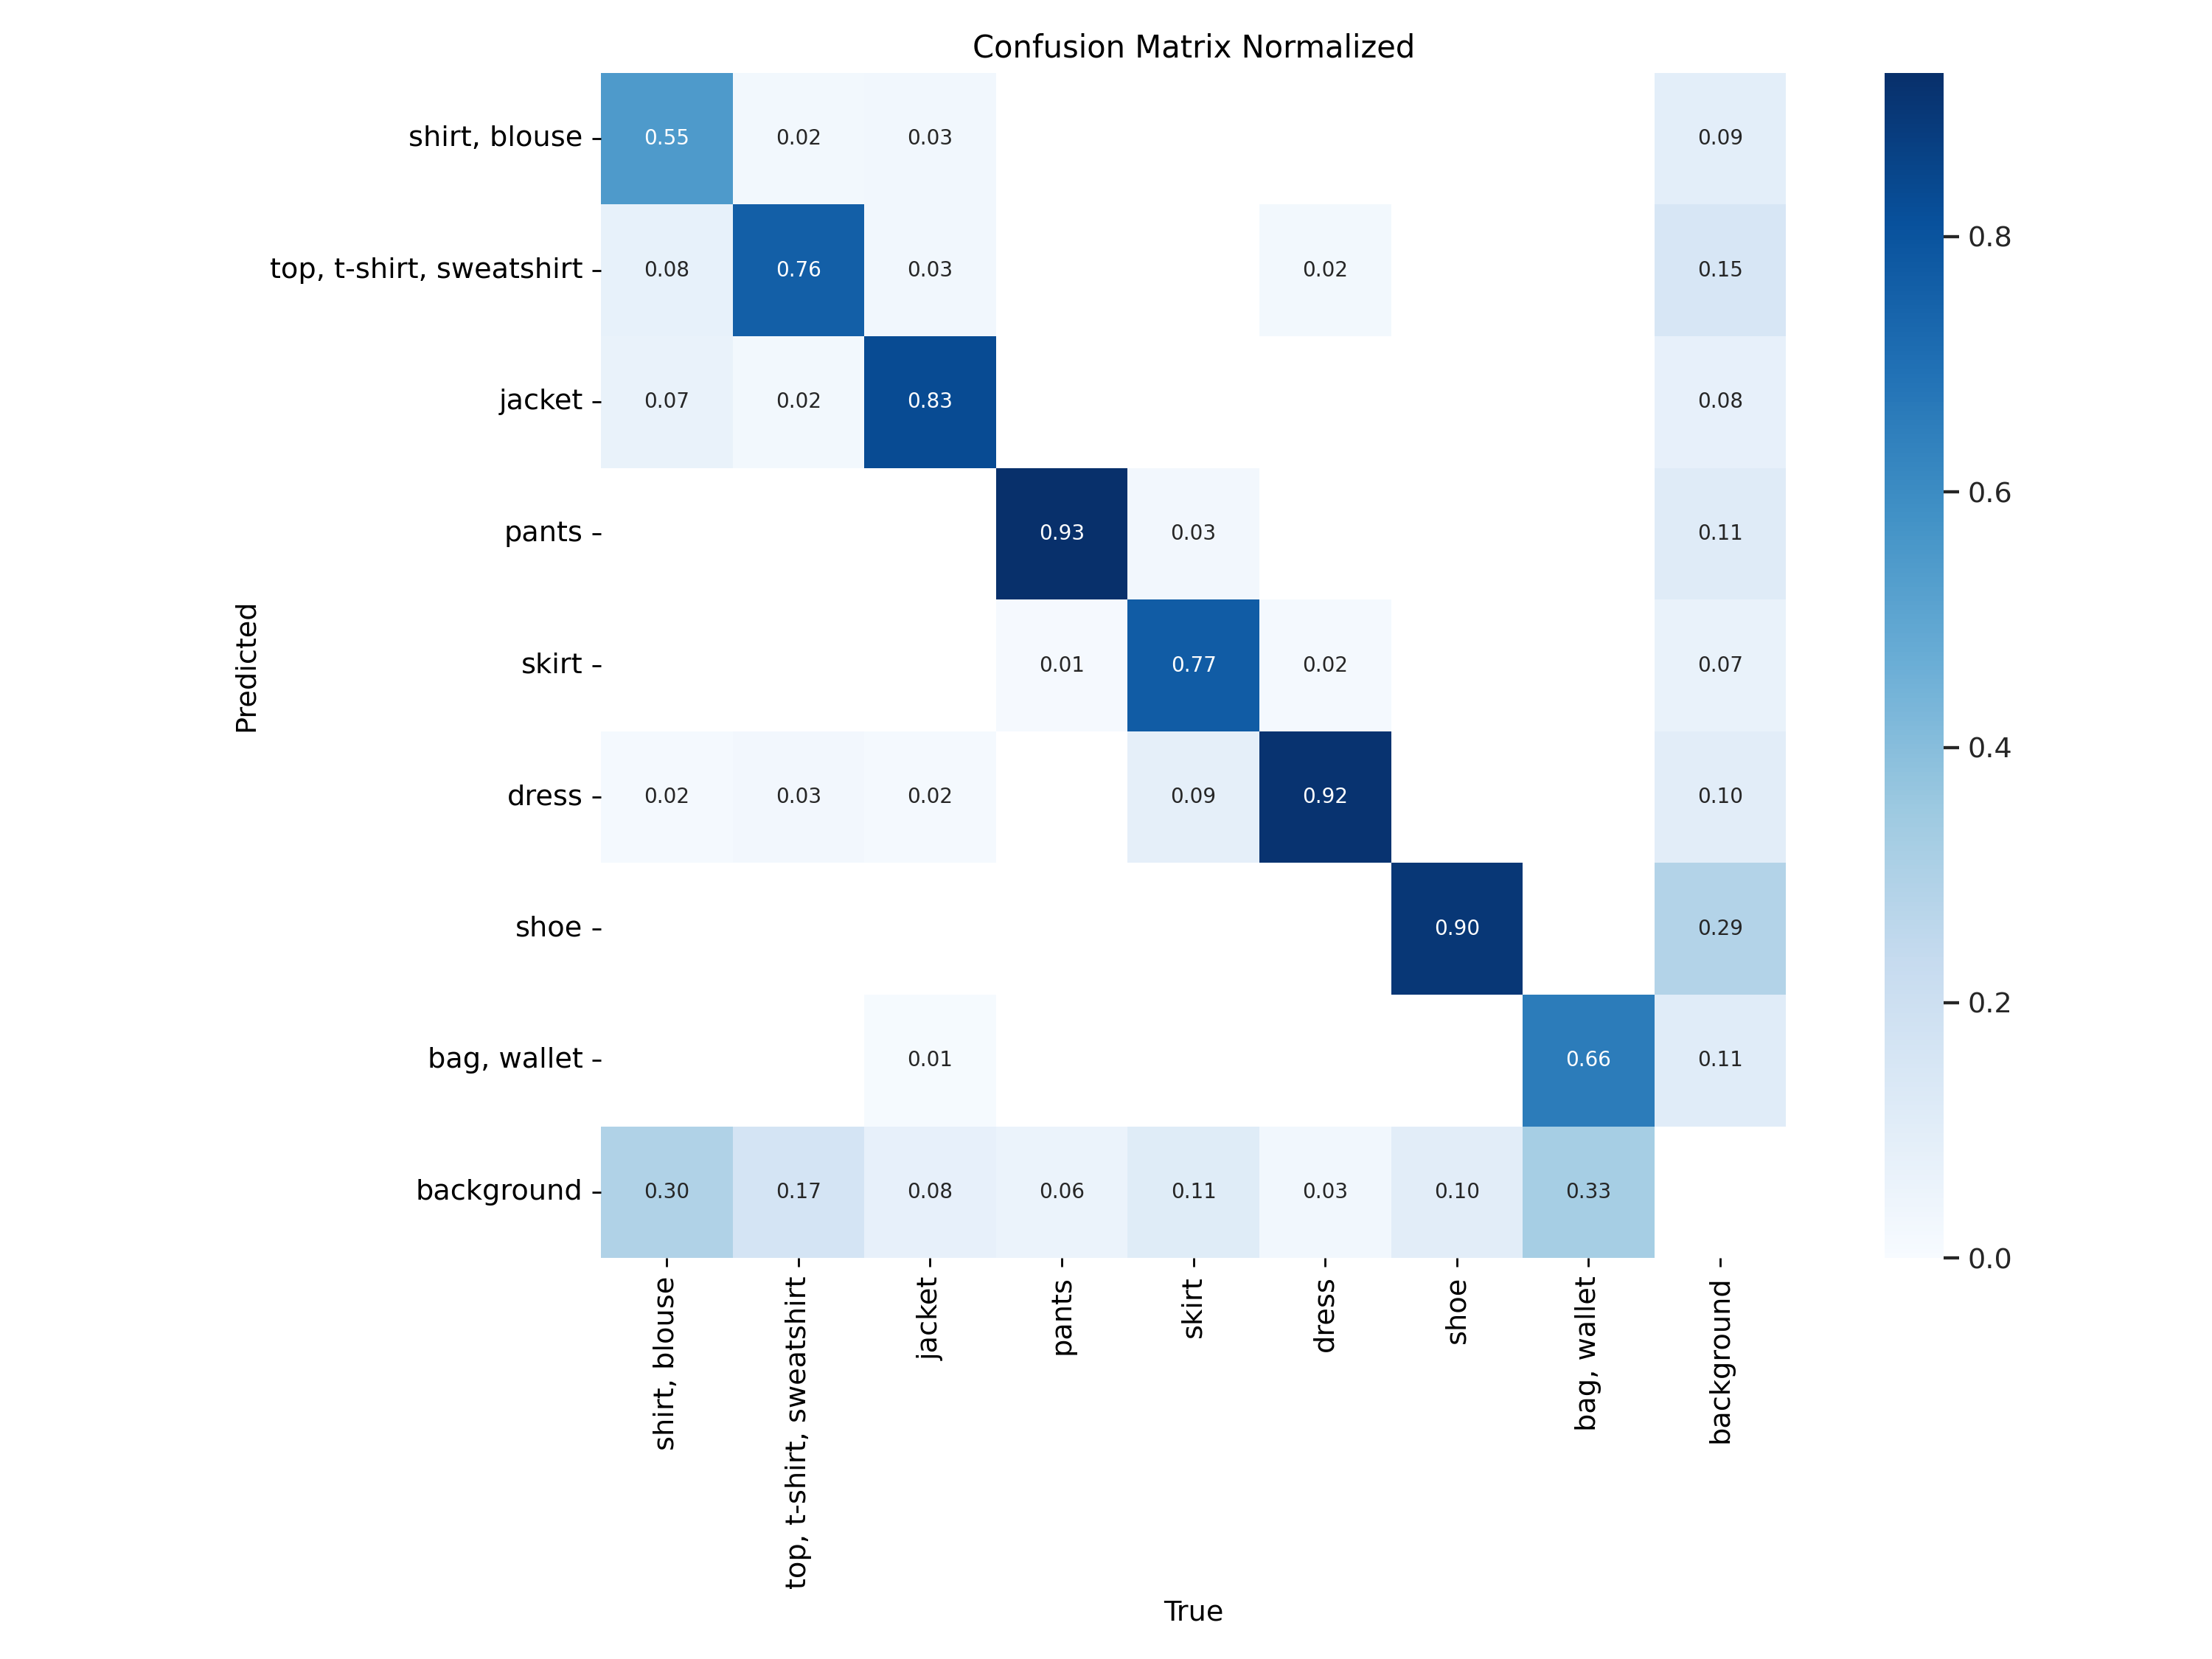 Confusion Matrix Normalized
shirt, blouse 0.55 0.02 0.03 0.09
top, t-shirt, sweatshirt 0.08 0.76 0.03 0.02 0.15
jacket 0.07 0.02 0.83 0.08
pants 0.93 0.03 0.11
skirt 0.01 0.77 0.02 0.07
dress 0.02 0.03 0.02 0.09 0.92 0.10
shoe 0.90 0.29
bag, wallet 0.01 0.66 0.11
background 0.30 0.17 0.08 0.06 0.11 0.03 0.10 0.33
Predicted
shirt, blouse
top, t-shirt, sweatshirt
jacket
pants
skirt
dress
shoe
bag, wallet
background
True
0.8
0.6
0.4
0.2
0.0